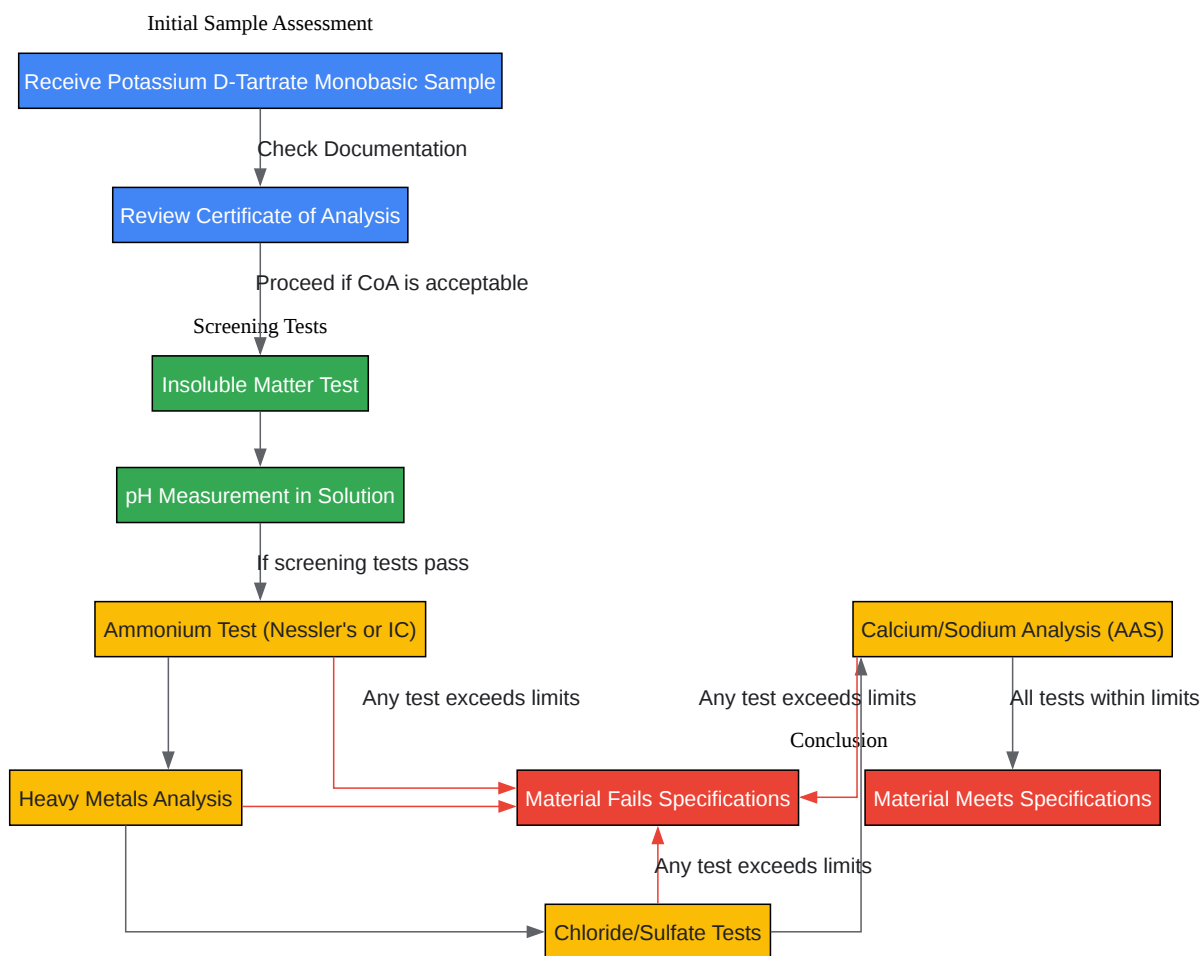 Initial Sample Assessment
Receive Potassium D-Tartrate Monobasic Sample
Check Documentation
Review Certificate of Analysis
Proceed if CoA is acceptable
Screening Tests
Insoluble Matter Test
pH Measurement in Solution
If screening tests pass
Ammonium Test (Nessler's or IC)
Calcium/Sodium Analysis (AAS)
Any test exceeds limits
Any test exceeds limits
All tests within limits
Conclusion
Heavy Metals Analysis
Material Fails Specifications
Material Meets Specifications
Any test exceeds limits
Chloride/Sulfate Tests